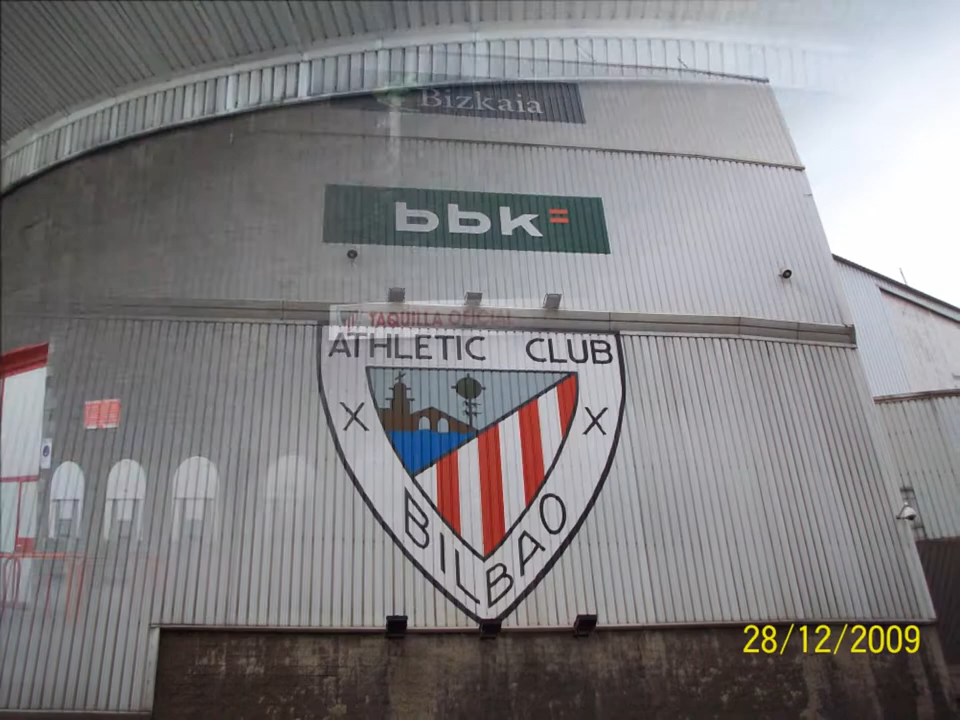 Bizkaia
bbk=
TAQUILLA OFICIAL
ATHLETIC CLUB
X X
BILBAO
28/12/2009